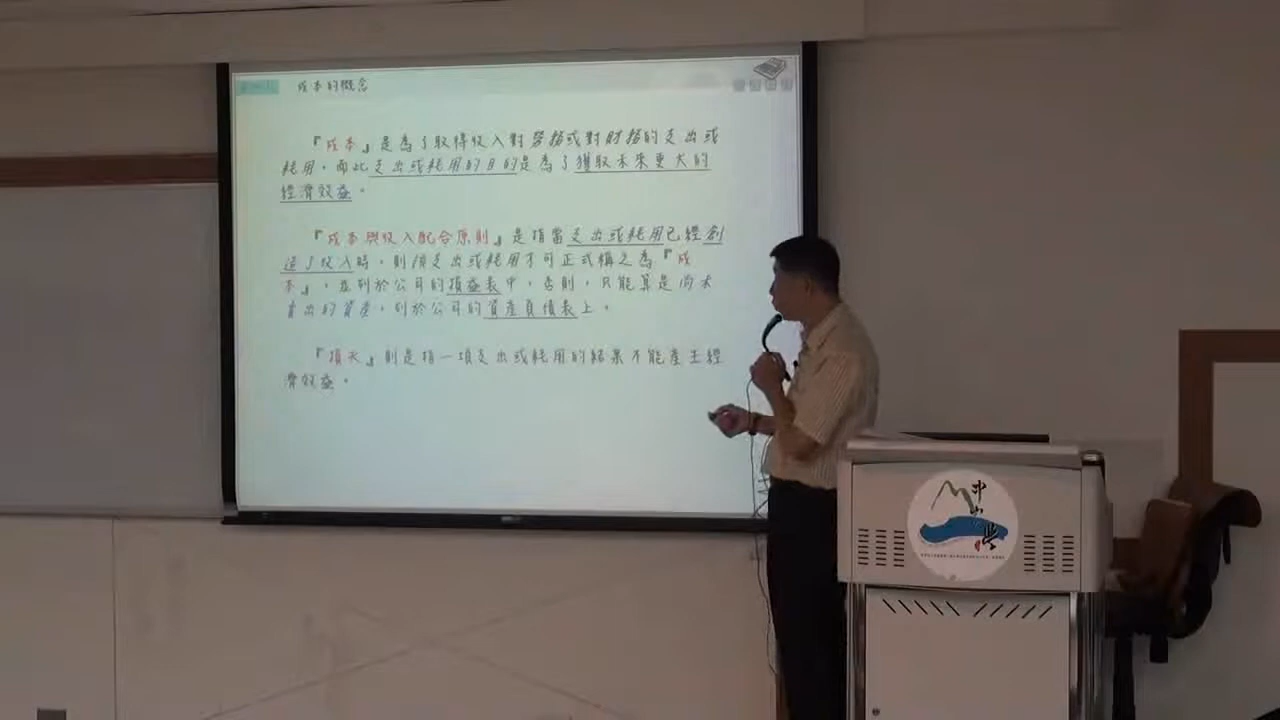 成本的概念
『成本』是為了取得收入對勞務或對財務的支出或
耗用，而此支出或耗用的目的是為了獲取未來更大的
經濟效益。
『成本與收入配合原則』是指當支出或耗用已經創
造了收入時，則該支出或耗用才可正式稱之為『成
本』，並列於公司的損益表中，否則，只能算是尚未
賣出的資產，列於公司的資產負債表上。
『損失』則是指一項支出或耗用的結果不能產生經
濟效益。
中山學